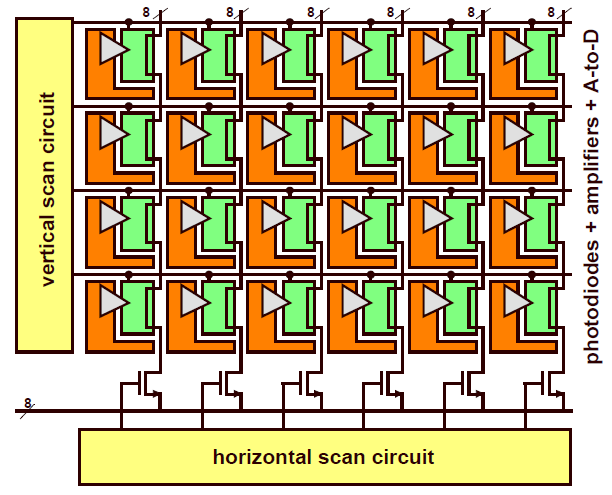 8 8 8 8 8 8
vertical scan circuit
photodiodes + amplifiers + A-to-D
8
horizontal scan circuit